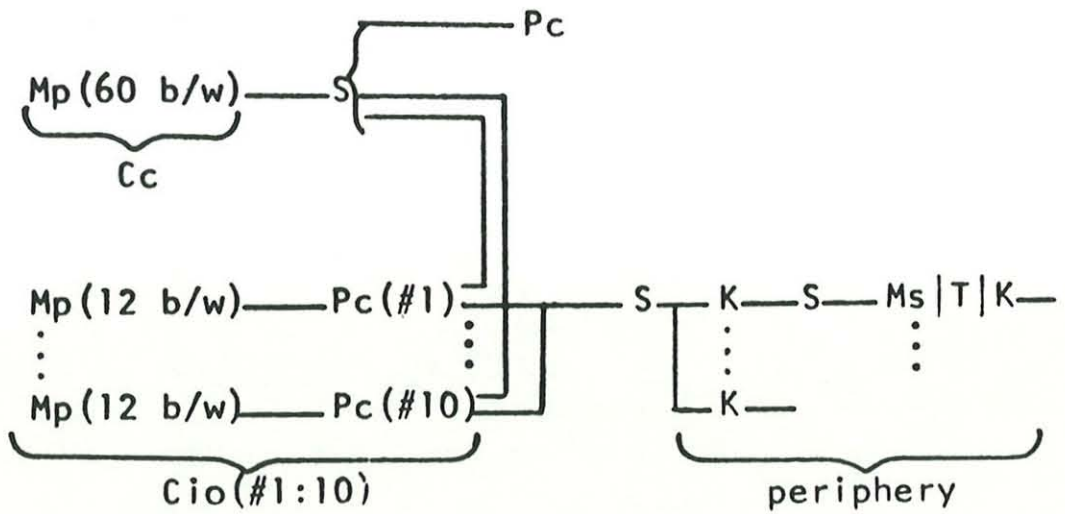 Pc
Mp(60 b/w) S
Cc
Mp(12 b/w) Pc(#1) S K S Ms|T|K
Mp(12 b/w) Pc(#10) K
Cio(#1:10) periphery